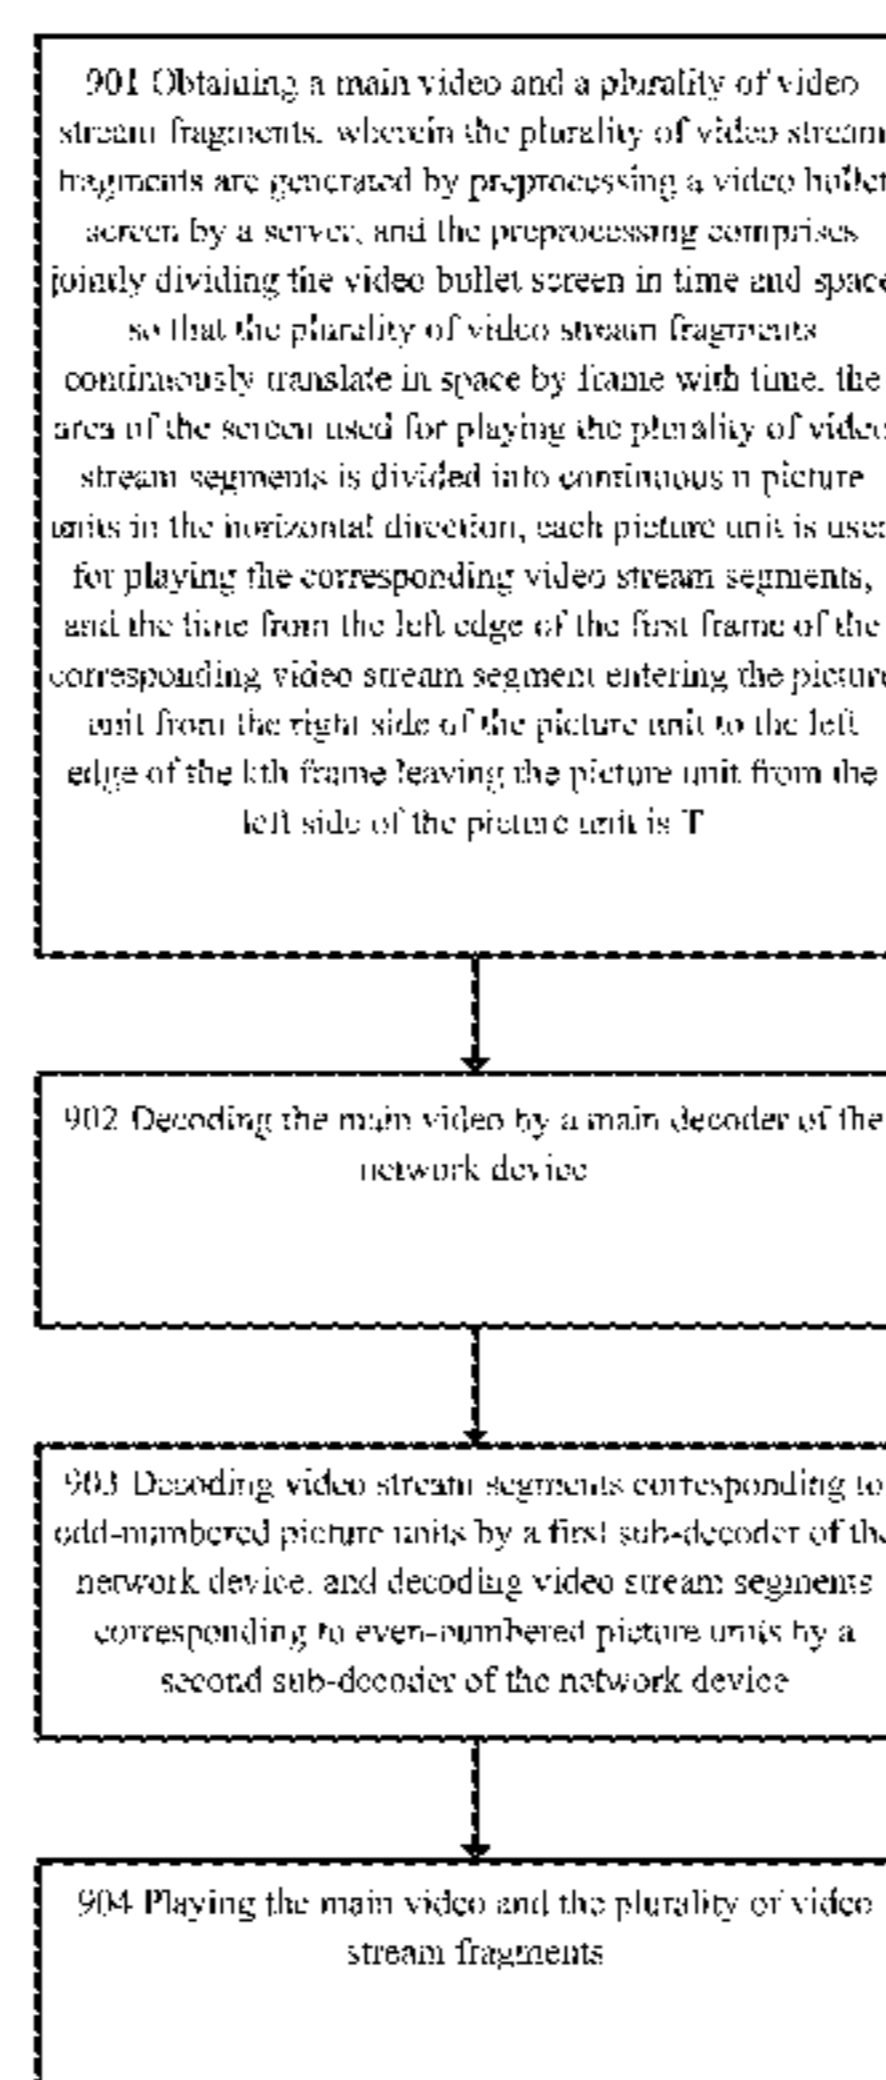 901 Obtaining a main video and a plurality of video
stream fragments, wherein the plurality of video stream
fragments are generated by preprocessing a video bullet
screen by a server, and the preprocessing comprises
jointly dividing the video bullet screen in time and space
so that the plurality of video stream fragments
continuously translate in space by frame with time, the
area of the screen used for playing the plurality of video
stream segments is divided into continuous n picture
units in the horizontal direction, each picture unit is used
for playing the corresponding video stream segments,
and the time from the left edge of the first frame of the
corresponding video stream segment entering the picture
unit from the right side of the picture unit to the left
edge of the kth frame leaving the picture unit from the
left side of the picture unit is T
902 Decoding the main video by a main decoder of the
network device
903 Decoding video stream segments corresponding to
odd-numbered picture units by a first sub-decoder of the
network device, and decoding video stream segments
corresponding to even-numbered picture units by a
second sub-decoder of the network device
904 Playing the main video and the plurality of video
stream fragments